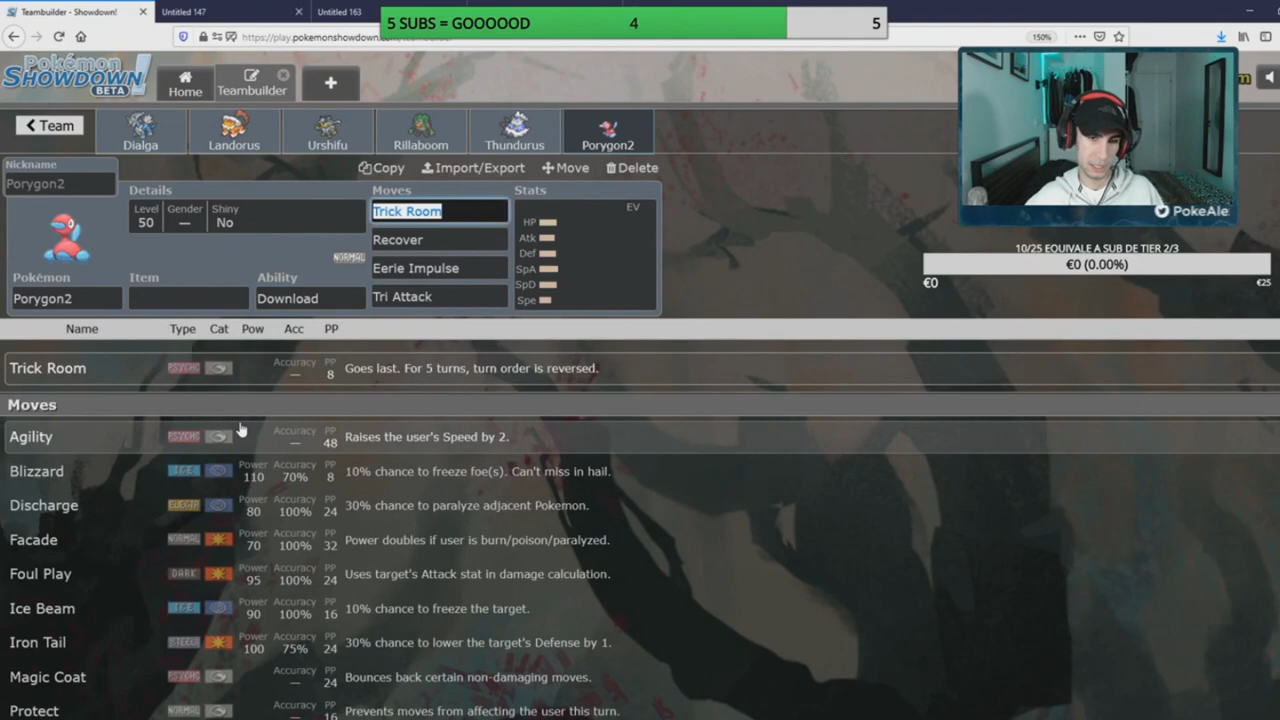 Teambuilder - Showdown!
Untitled 147
Untitled 163
5 SUBS = GOOOOOD 4 5
https://play.pokemonshowdown.
150%
Pokémon
SHOWDOWN!
BETA
Home
Teambuilder
Team
Dialga
Landorus
Urshifu
Rillaboom
Thundurus
Porygon2
Copy
Import/Export
Move
Delete
Nickname
Porygon2
Details
Level
50
Gender
—
Shiny
No
NORMAL
Pokémon
Porygon2
Item
Ability
Download
Moves
Trick Room
Recover
Eerie Impulse
Tri Attack
Stats
EV
HP
Atk
Def
SpA
SpD
Spe
PokeAle
10/25 EQUIVALE A SUB DE TIER 2/3
€0 (0.00%)
€0
€25
Name Type Cat Pow Acc PP
Trick Room PSYCHC Accuracy — PP 8 Goes last. For 5 turns, turn order is reversed.
Moves
Agility PSYCHC Accuracy — PP 48 Raises the user's Speed by 2.
Blizzard ICE Power 110 Accuracy 70% PP 8 10% chance to freeze foe(s). Can't miss in hail.
Discharge ELECTR Power 80 Accuracy 100% PP 24 30% chance to paralyze adjacent Pokemon.
Facade NORMAL Power 70 Accuracy 100% PP 32 Power doubles if user is burn/poison/paralyzed.
Foul Play DARK Power 95 Accuracy 100% PP 24 Uses target's Attack stat in damage calculation.
Ice Beam ICE Power 90 Accuracy 100% PP 16 10% chance to freeze the target.
Iron Tail STEEL Power 100 Accuracy 75% PP 24 30% chance to lower the target's Defense by 1.
Magic Coat PSYCHC Accuracy — PP 24 Bounces back certain non-damaging moves.
Protect NORMAL Accuracy PP 16 Prevents moves from affecting the user this turn.